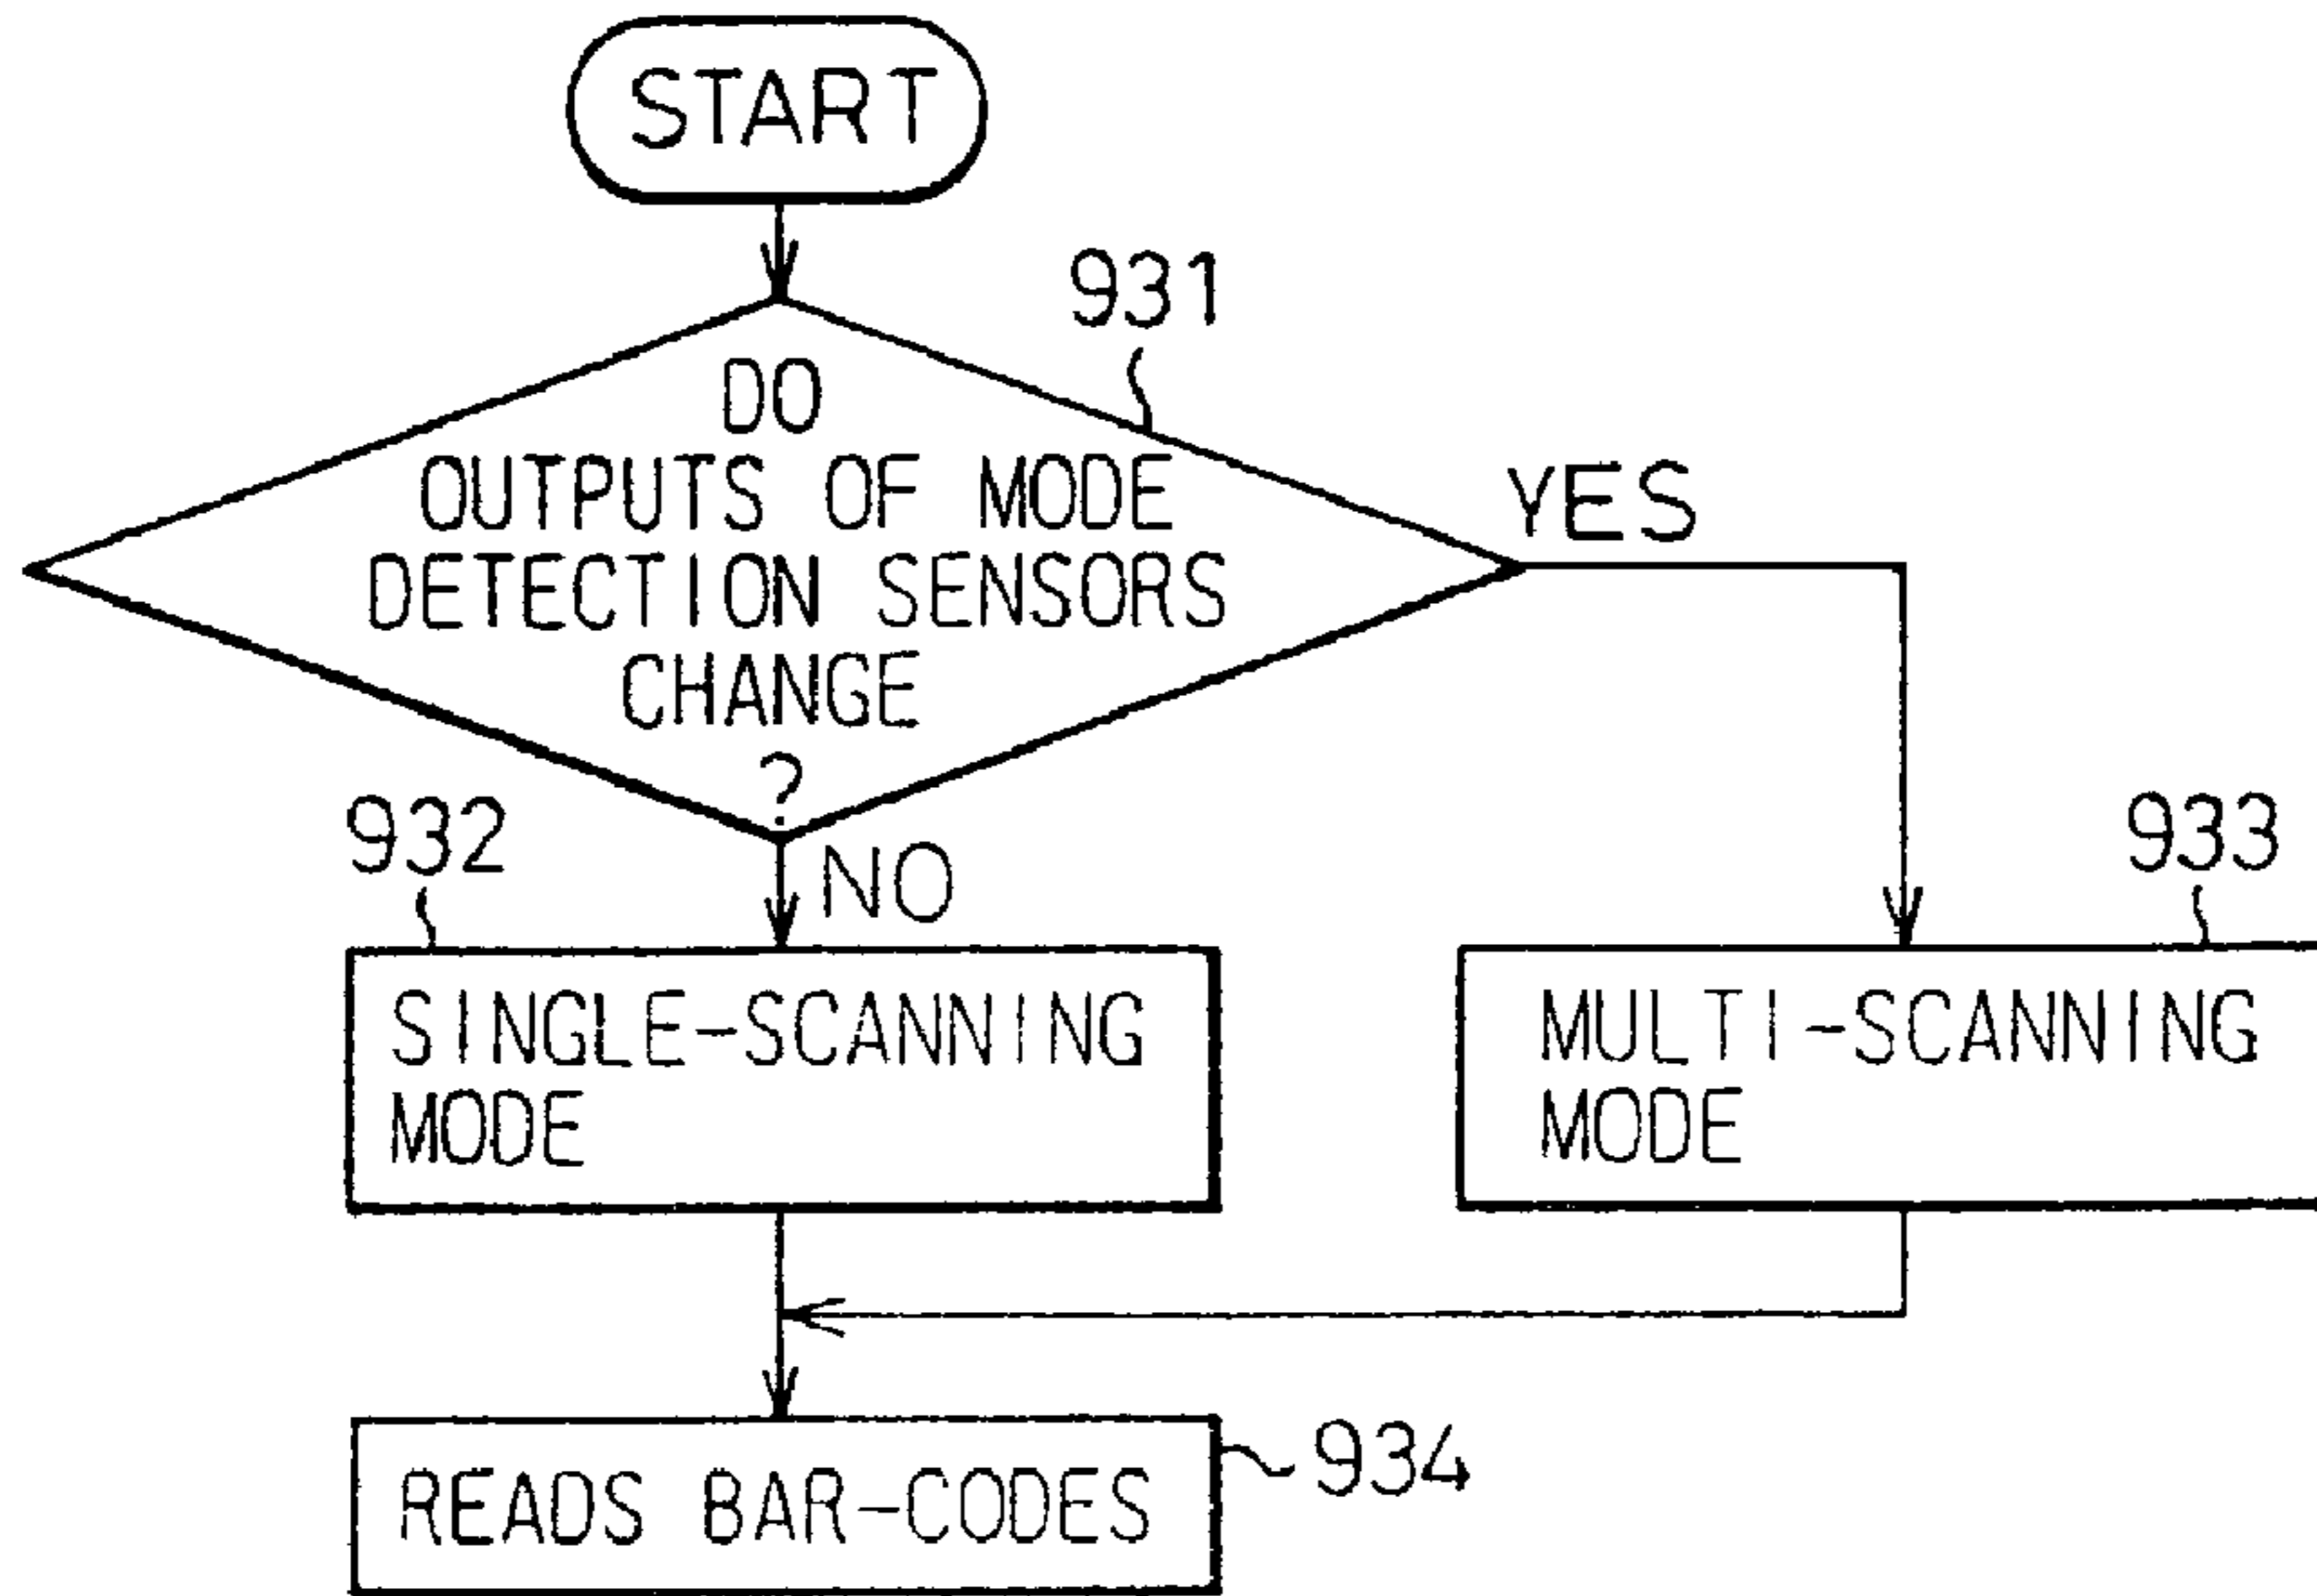 START
931
DO
OUTPUTS OF MODE
DETECTION SENSORS
CHANGE
?
YES
932
NO
933
SINGLE-SCANNING
MODE
MULTI-SCANNING
MODE
READS BAR-CODES
934